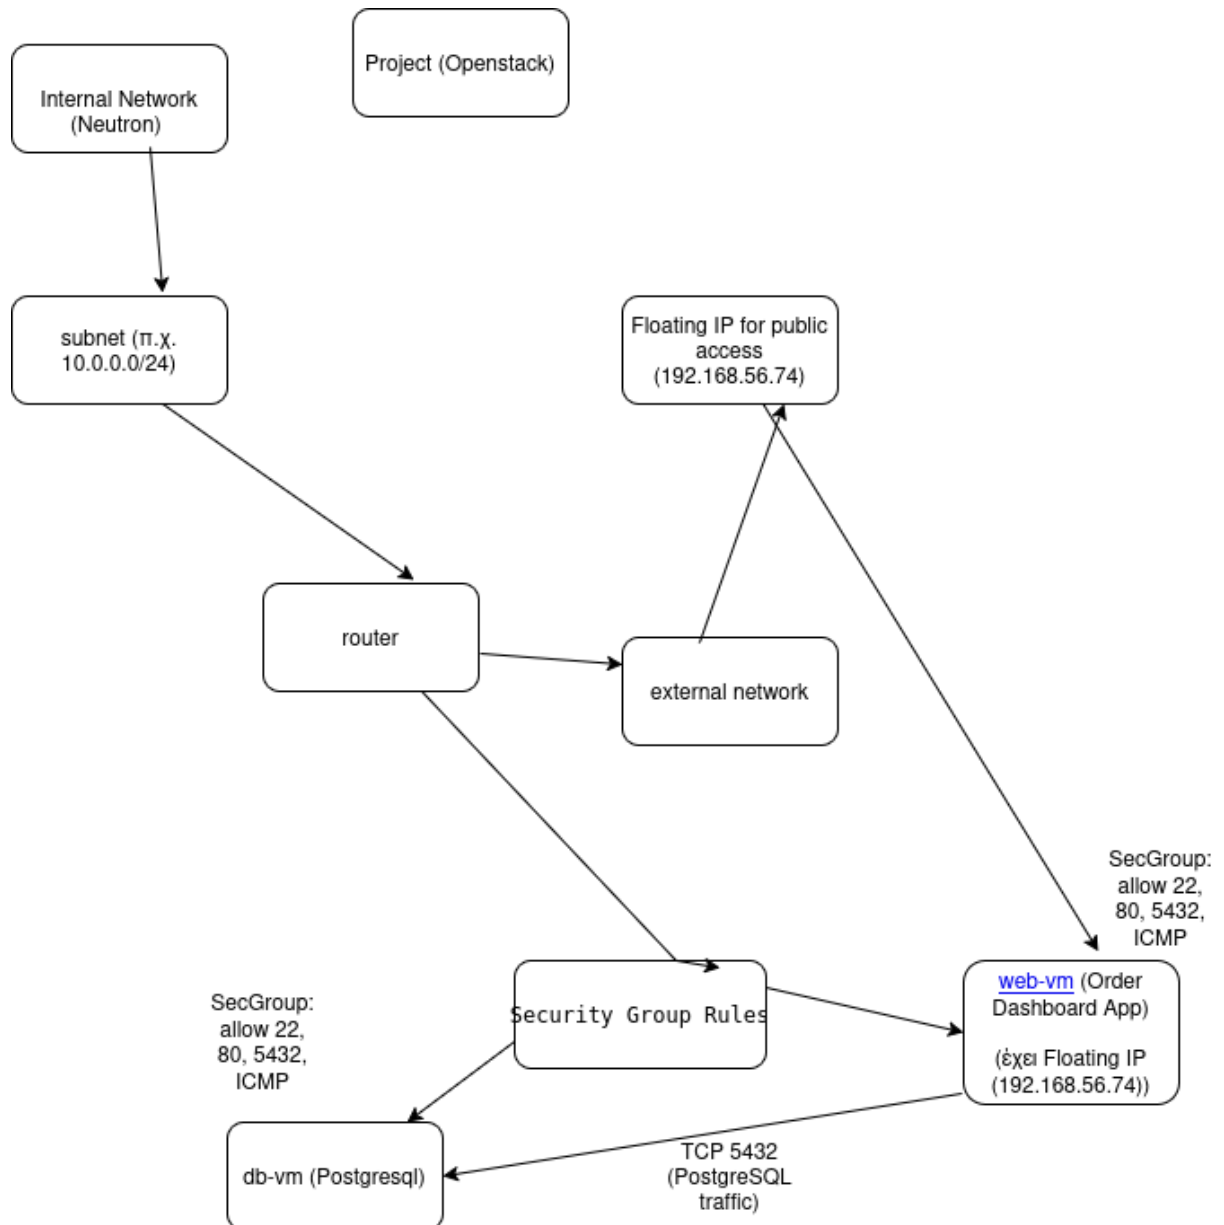 Project (Openstack)
Internal Network
(Neutron)
subnet (π.χ.
10.0.0.0/24)
Floating IP for public
access
(192.168.56.74)
router
external network
SecGroup:
allow 22,
80, 5432,
ICMP
web-vm (Order
Dashboard App)
(έχει Floating IP
(192.168.56.74))
Security Group Rules
SecGroup:
allow 22,
80, 5432,
ICMP
db-vm (Postgresql)
TCP 5432
(PostgreSQL
traffic)